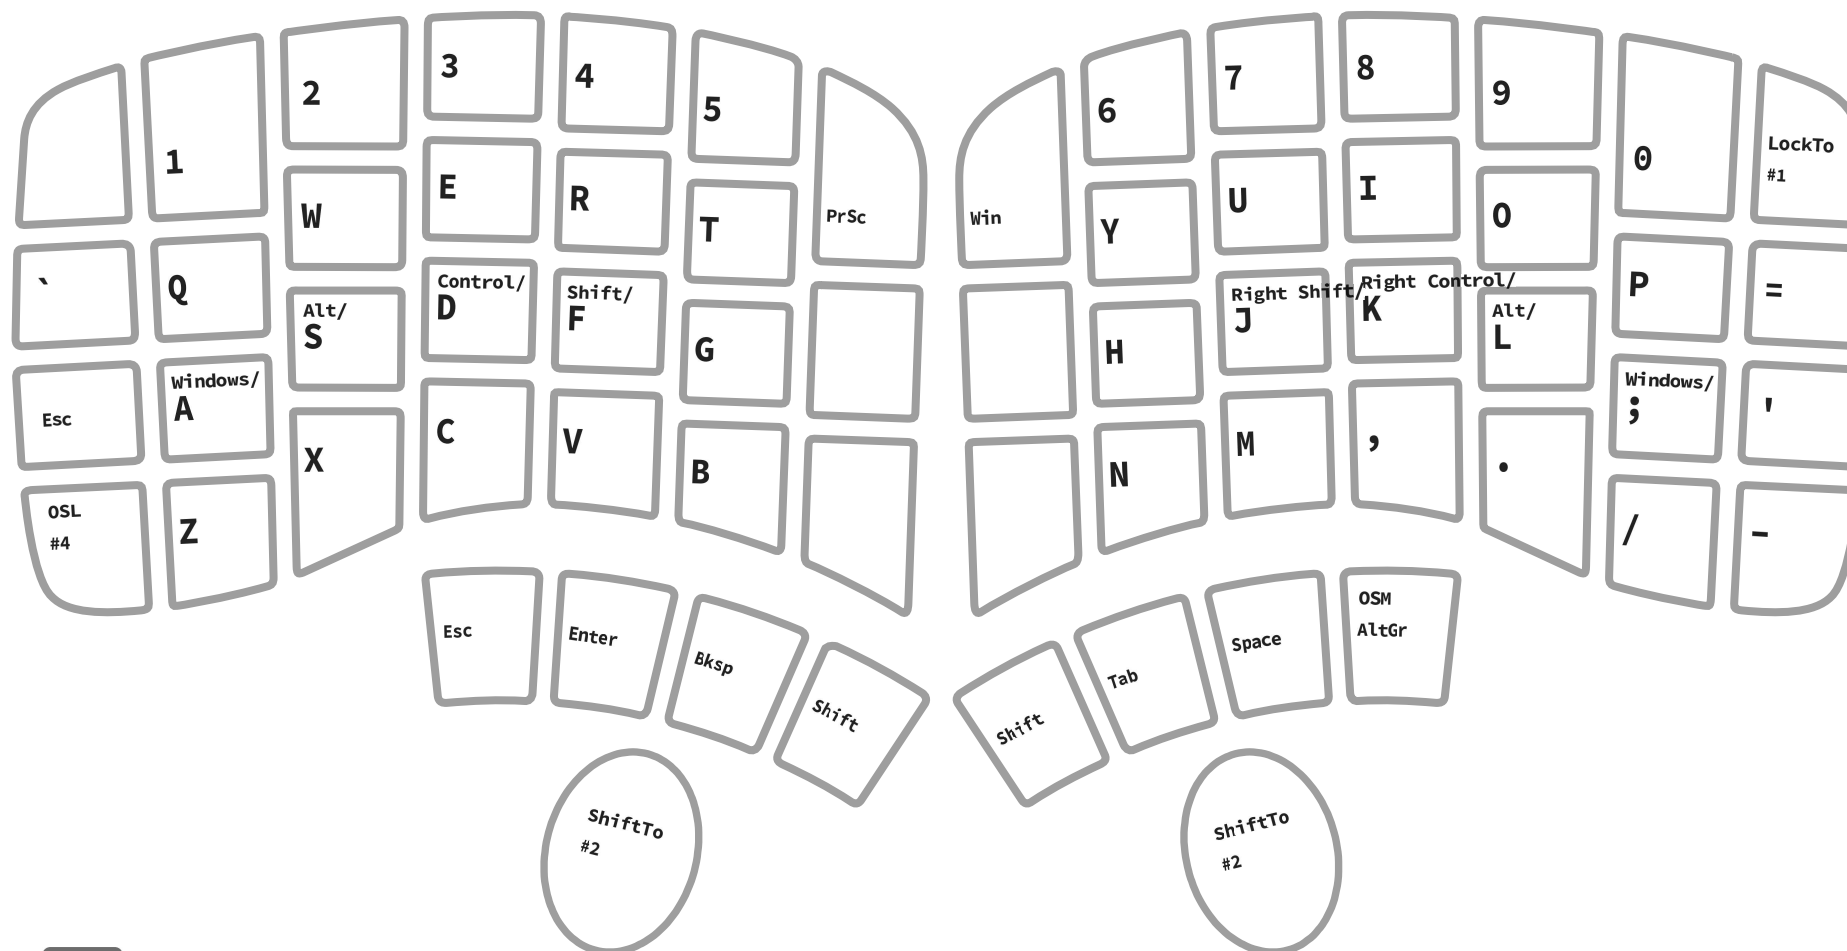 1
2
3
4
5
6
7
8
9
0
LockTo
#1
`
Q
W
E
R
T
PrSc
Win
Y
U
I
O
P
=
Esc
Windows/
A
Alt/
S
Control/
D
Shift/
F
G
H
Right Shift/
J
Right Control/
K
Alt/
L
Windows/
;
'
OSL
#4
Z
X
C
V
B
N
M
,
.
/
-
Esc
Enter
Bksp
Shift
Shift
Tab
Space
OSM
AltGr
ShiftTo
#2
ShiftTo
#2